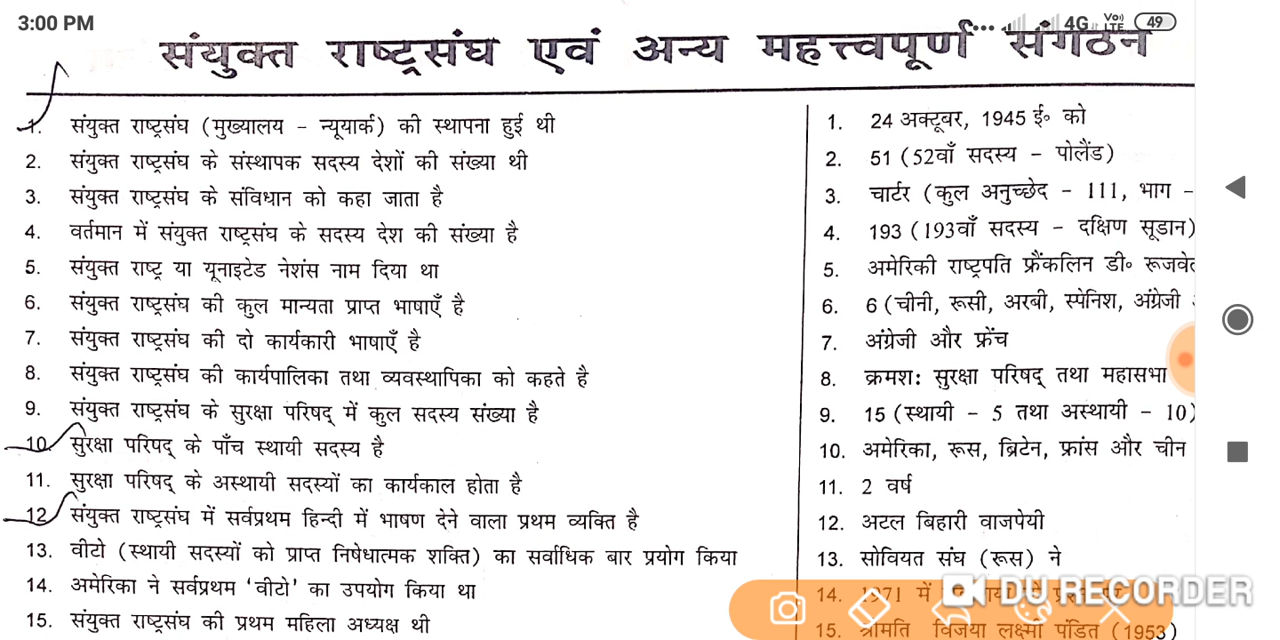 3:00 PM
4G VoLTE 49
संयुक्त राष्ट्रसंघ एवं अन्य महत्त्वपूर्ण संगठन
1. संयुक्त राष्ट्रसंघ (मुख्यालय - न्यूयार्क) की स्थापना हुई थी
1. 24 अक्टूवर, 1945 ई० को
2. संयुक्त राष्ट्रसंघ के संस्थापक सदस्य देशों की संख्या थी
2. 51 (52वाँ सदस्य - पोलैंड)
3. संयुक्त राष्ट्रसंघ के संविधान को कहा जाता है
3. चार्टर (कुल अनुच्छेद - 111, भाग -
4. वर्तमान में संयुक्त राष्ट्रसंघ के सदस्य देश की संख्या है
4. 193 (193वाँ सदस्य - दक्षिण सूडान)
5. संयुक्त राष्ट्र या यूनाइटेड नेशंस नाम दिया था
5. अमेरिकी राष्ट्रपति फ्रैंकलिन डी० रूजवे
6. संयुक्त राष्ट्रसंघ की कुल मान्यता प्राप्त भाषाएँ है
6. 6 (चीनी, रूसी, अरबी, स्पेनिश, अंग्रेजी
7. संयुक्त राष्ट्रसंघ की दो कार्यकारी भाषाएँ है
7. अंग्रेजी और फ्रेंच
8. संयुक्त राष्ट्रसंघ की कार्यपालिका तथा व्यवस्थापिका को कहते है
8. क्रमश: सुरक्षा परिषद् तथा महासभा
9. संयुक्त राष्ट्रसंघ के सुरक्षा परिषद् में कुल सदस्य संख्या है
9. 15 (स्थायी - 5 तथा अस्थायी - 10)
10. सुरक्षा परिपद् के पाँच स्थायी सदस्य है
10. अमेरिका, रूस, ब्रिटेन, फ्रांस और चीन
11. सुरक्षा परिषद् के अस्थायी सदस्यों का कार्यकाल होता है
11. 2 वर्ष
12. संयुक्त राष्ट्रसंघ में सर्वप्रथम हिन्दी में भाषण देने वाला प्रथम व्यक्ति है
12. अटल बिहारी वाजपेयी
13. वीटो (स्थायी सदस्यों को प्राप्त निषेधात्मक शक्ति) का सर्वाधिक बार प्रयोग किया
13. सोवियत संघ (रूस) ने
14. अमेरिका ने सर्वप्रथम 'वीटो' का उपयोग किया था
14. 1971 में
DU RECORDER
15. संयुक्त राष्ट्रसंघ की प्रथम महिला अध्यक्ष थी
15. श्रीमति विजया लक्ष्मी पंडित (1953)